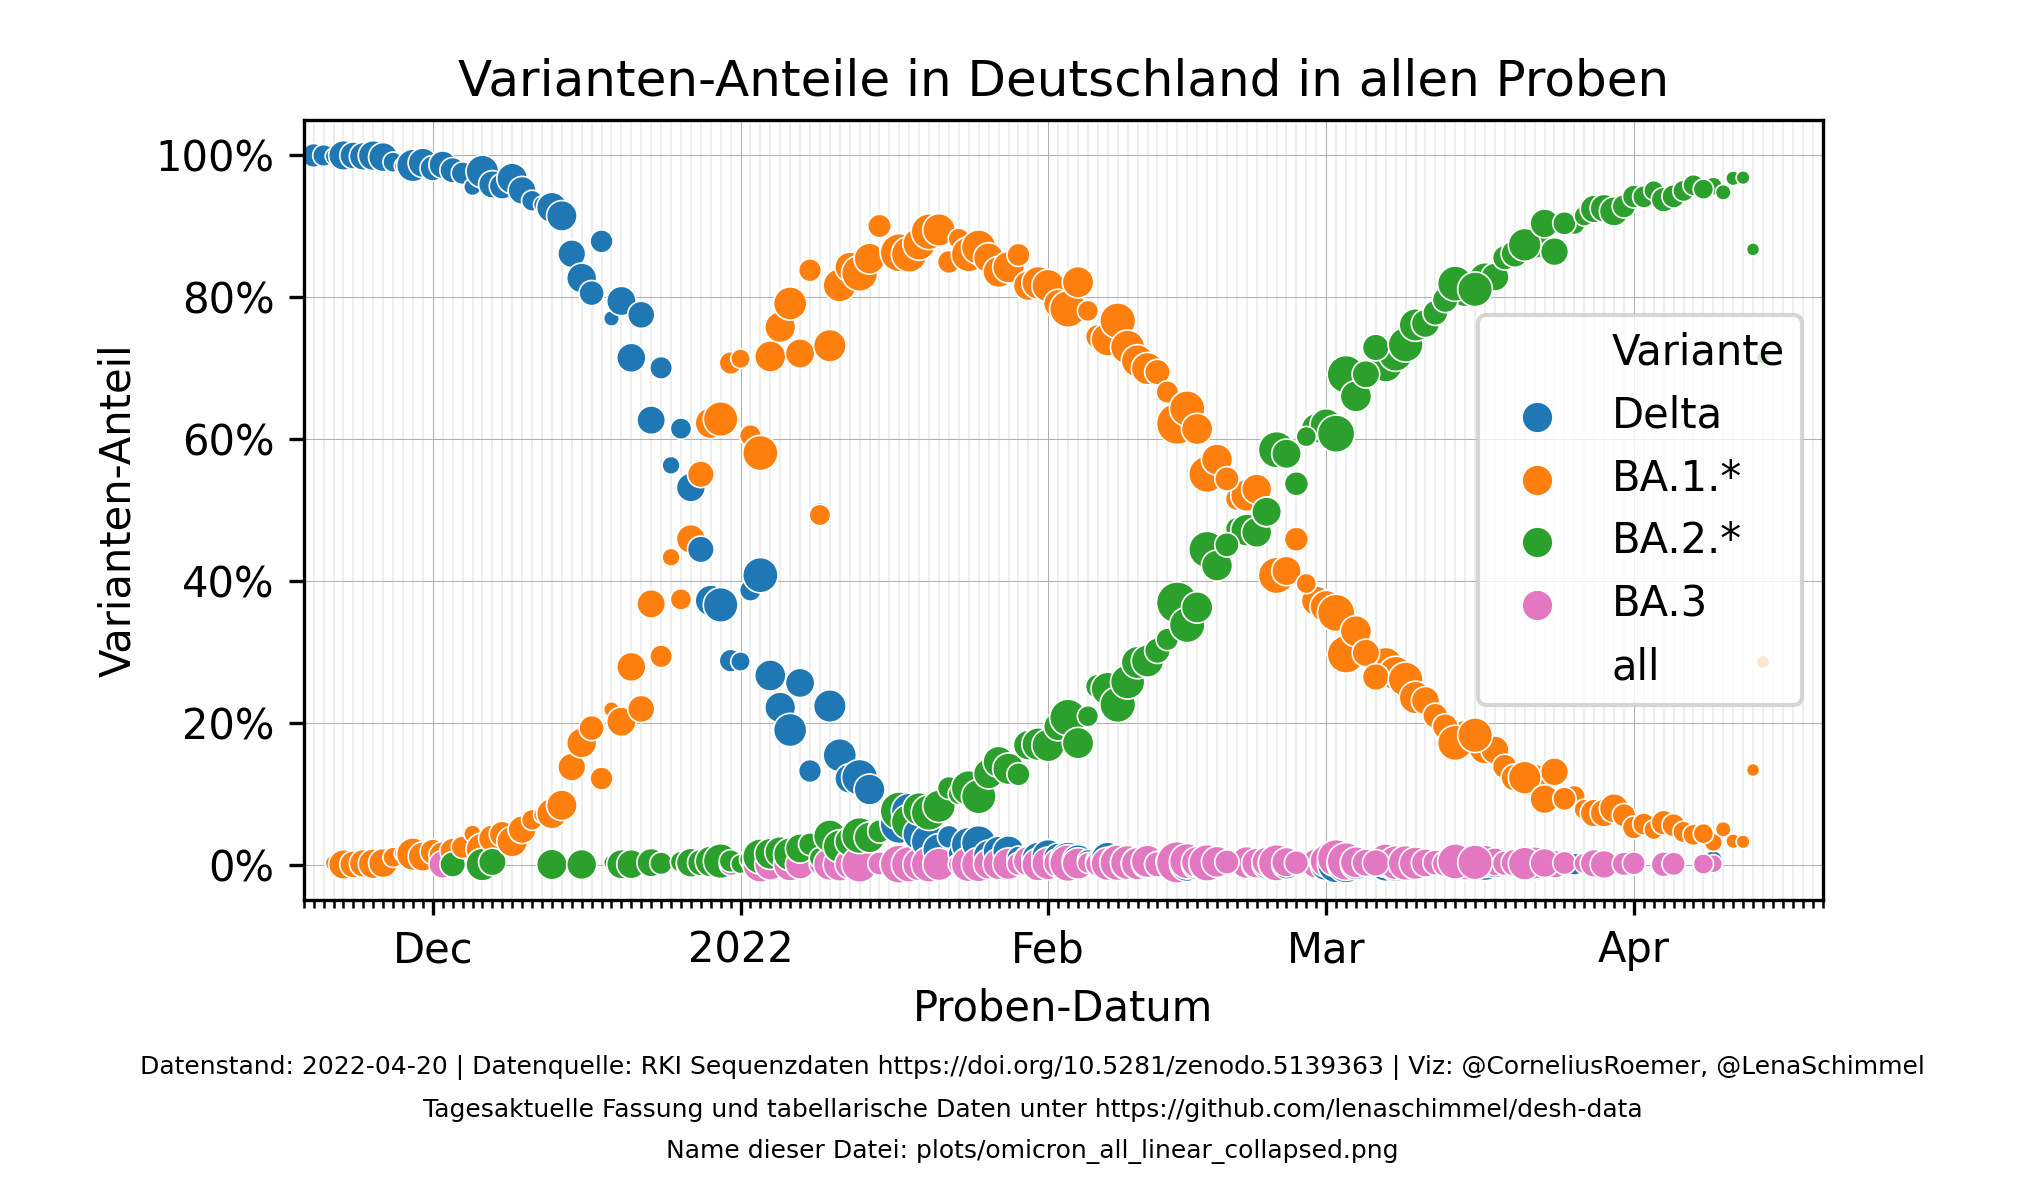 Varianten-Anteile in Deutschland in allen Proben
Varianten-Anteil
100%
80%
60%
40%
20%
0%
Variante
Delta
BA.1.*
BA.2.*
BA.3
all
Dec
2022
Feb
Mar
Apr
Proben-Datum
Datenstand: 2022-04-20 | Datenquelle: RKI Sequenzdaten https://doi.org/10.5281/zenodo.5139363 | Viz: @CorneliusRoemer, @LenaSchimmel
Tagesaktuelle Fassung und tabellarische Daten unter https://github.com/lenaschimmel/desh-data
Name dieser Datei: plots/omicron_all_linear_collapsed.png